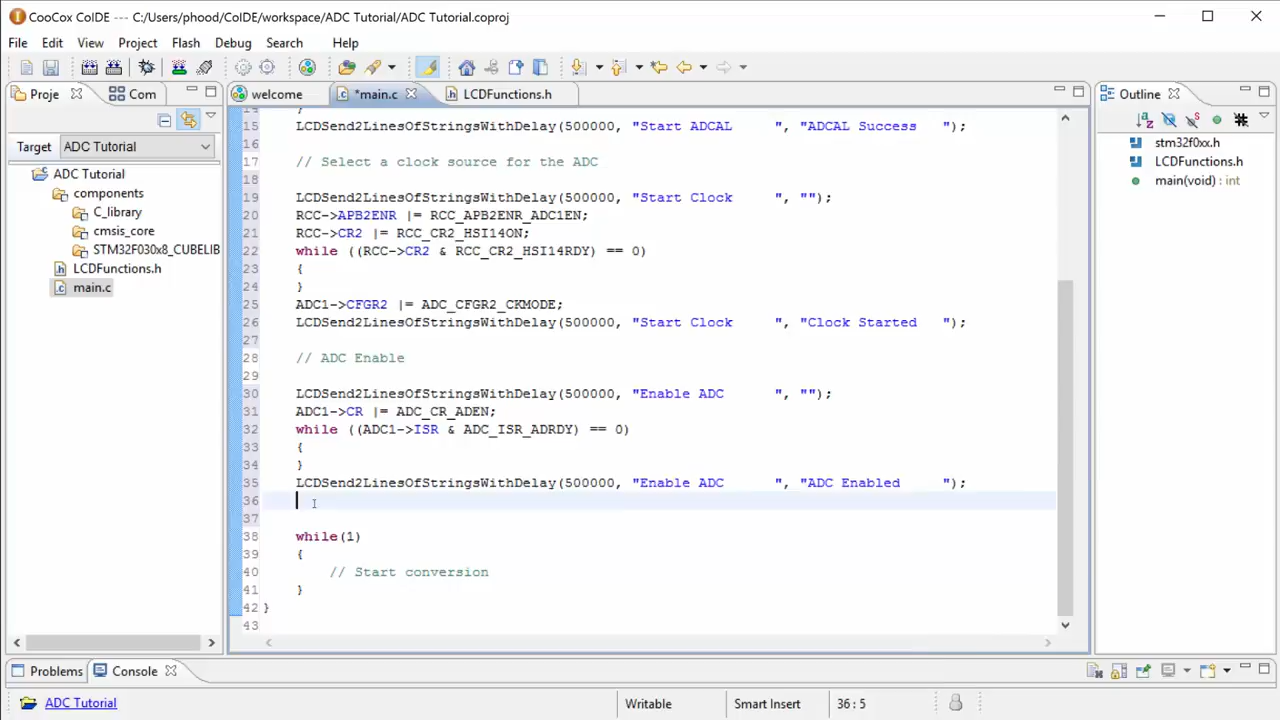 CooCox CoIDE --- C:/Users/phood/CoIDE/workspace/ADC Tutorial/ADC Tutorial.coproj
File Edit View Project Flash Debug Search Help
Proje Com
welcome *main.c LCDFunctions.h
Outline
Target ADC Tutorial
ADC Tutorial
components
C_library
cmsis_core
STM32F030x8_CUBELIB
LCDFunctions.h
main.c
15 LCDSend2LinesOfStringsWithDelay(500000, "Start ADCAL     ", "ADCAL Success   ");
16
17 // Select a clock source for the ADC
18
19 LCDSend2LinesOfStringsWithDelay(500000, "Start Clock     ", "");
20 RCC->APB2ENR |= RCC_APB2ENR_ADC1EN;
21 RCC->CR2 |= RCC_CR2_HSI14ON;
22 while ((RCC->CR2 & RCC_CR2_HSI14RDY) == 0)
23 {
24 }
25 ADC1->CFGR2 |= ADC_CFGR2_CKMODE;
26 LCDSend2LinesOfStringsWithDelay(500000, "Start Clock     ", "Clock Started   ");
27
28 // ADC Enable
29
30 LCDSend2LinesOfStringsWithDelay(500000, "Enable ADC      ", "");
31 ADC1->CR |= ADC_CR_ADEN;
32 while ((ADC1->ISR & ADC_ISR_ADRDY) == 0)
33 {
34 }
35 LCDSend2LinesOfStringsWithDelay(500000, "Enable ADC      ", "ADC Enabled     ");
36
37
38 while(1)
39 {
40 // Start conversion
41 }
42 }
43
stm32f0xx.h
LCDFunctions.h
main(void) : int
Problems Console
ADC Tutorial
Writable Smart Insert 36 : 5